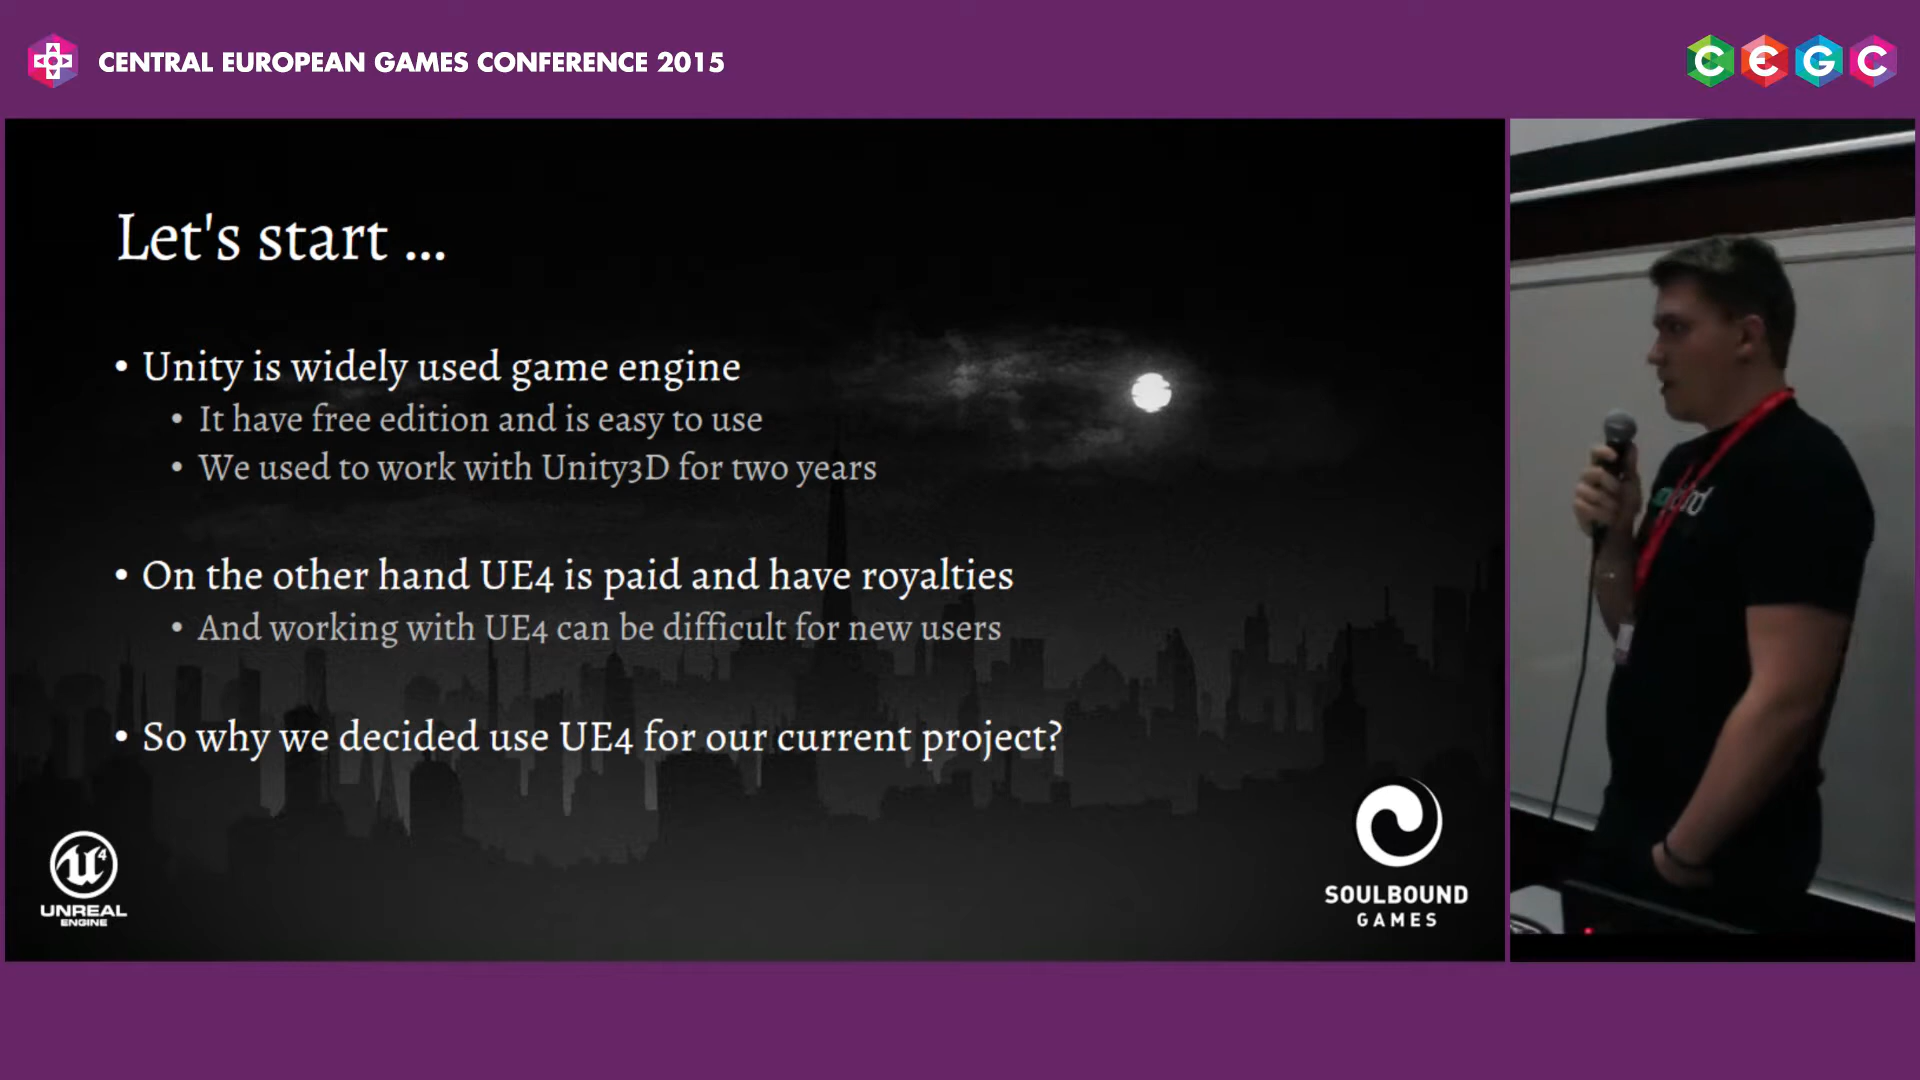 CENTRAL EUROPEAN GAMES CONFERENCE 2015
C E G C
Let's start ...
• Unity is widely used game engine
• It have free edition and is easy to use
• We used to work with Unity3D for two years
• On the other hand UE4 is paid and have royalties
• And working with UE4 can be difficult for new users
• So why we decided use UE4 for our current project?
U4
UNREAL
ENGINE
SOULBOUND
GAMES